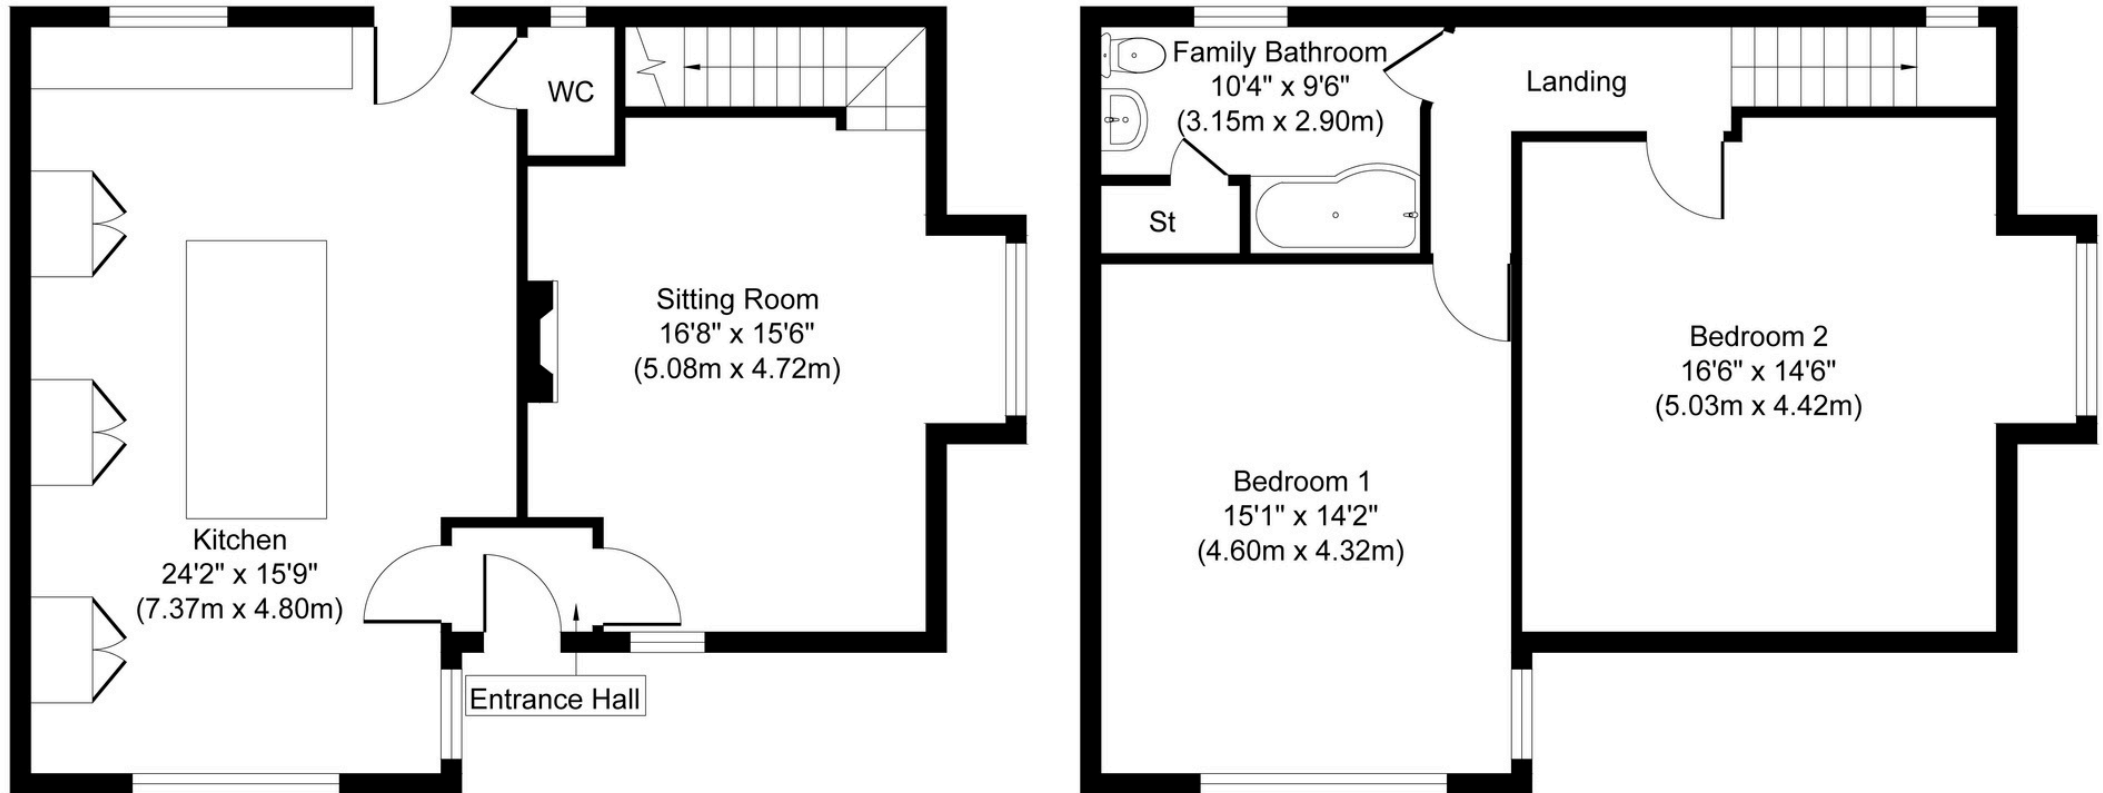 WC
Sitting Room
16'8" x 15'6"
(5.08m x 4.72m)
Kitchen
24'2" x 15'9"
(7.37m x 4.80m)
Entrance Hall
Family Bathroom
10'4" x 9'6"
(3.15m x 2.90m)
Landing
St
Bedroom 2
16'6" x 14'6"
(5.03m x 4.42m)
Bedroom 1
15'1" x 14'2"
(4.60m x 4.32m)